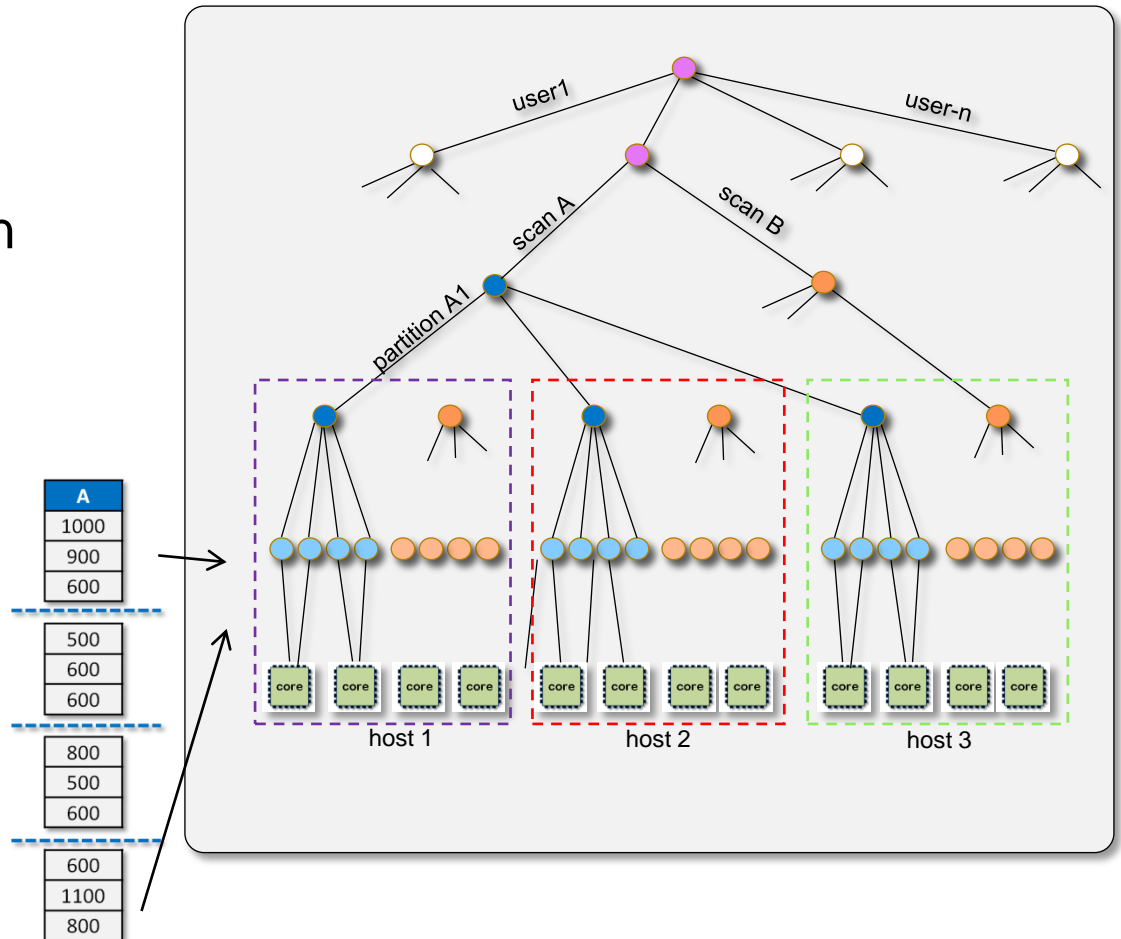 user1
user-n
n
scan A
scan B
partition A1
A
1000
900
600
500
600
600
800
500
600
600
1100
800
core core core core
core core core core
core core core core
host 1
host 2
host 3